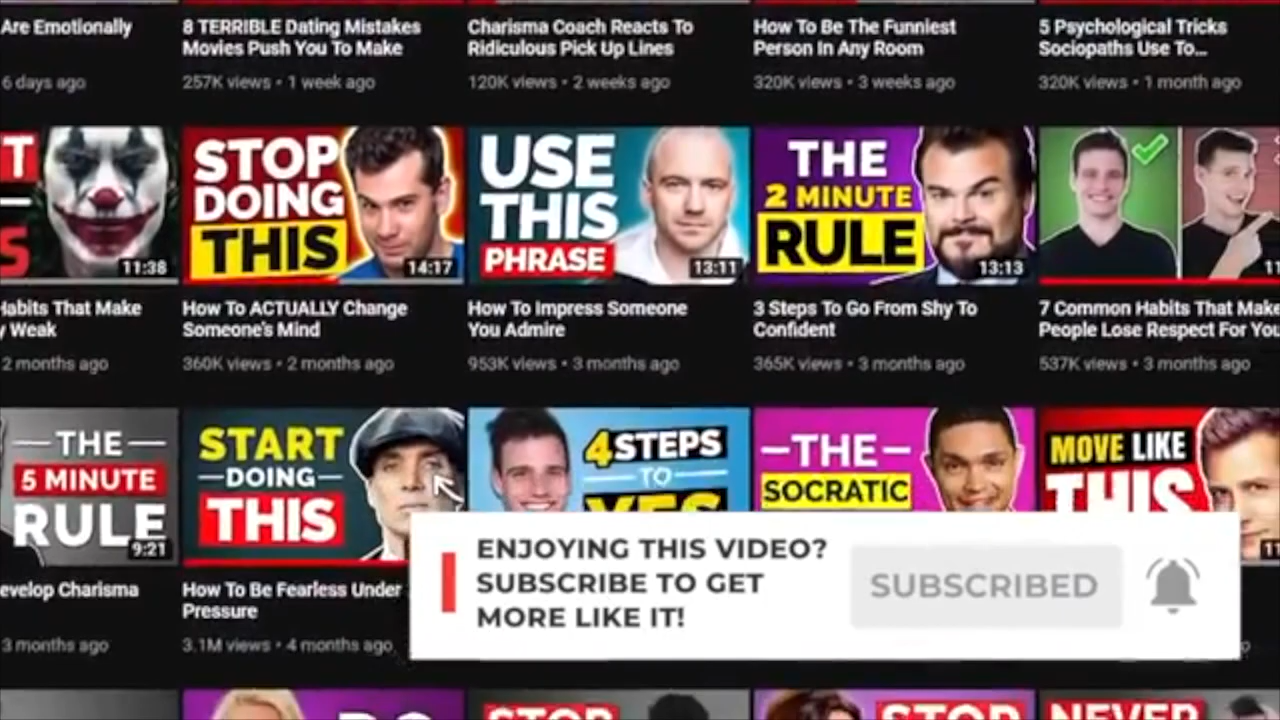 Are Emotionally
6 days ago
8 TERRIBLE Dating Mistakes
Movies Push You To Make
257K views • 1 week ago
Charisma Coach Reacts To
Ridiculous Pick Up Lines
120K views • 2 weeks ago
How To Be The Funniest
Person In Any Room
320K views • 3 weeks ago
5 Psychological Tricks
Sociopaths Use To...
320K views • 1 month ago
T
S
11:38
STOP
DOING
THIS
14:17
USE
THIS
PHRASE
13:11
THE
2 MINUTE
RULE
13:13
11
Habits That Make
y Weak
2 months ago
How To ACTUALLY Change
Someone's Mind
360K views • 2 months ago
How To Impress Someone
You Admire
953K views • 3 months ago
3 Steps To Go From Shy To
Confident
365K views • 3 months ago
7 Common Habits That Make
People Lose Respect For You
537K views • 3 months ago
THE
5 MINUTE
RULE
9:21
START
DOING
THIS
4 STEPS
TO
YES
THE
SOCRATIC
MOVE LIKE
THIS
11
evelop Charisma
3 months ago
How To Be Fearless Under
Pressure
3.1M views • 4 months ago
ENJOYING THIS VIDEO?
SUBSCRIBE TO GET
MORE LIKE IT!
SUBSCRIBED
STOP
STOP
NEVER